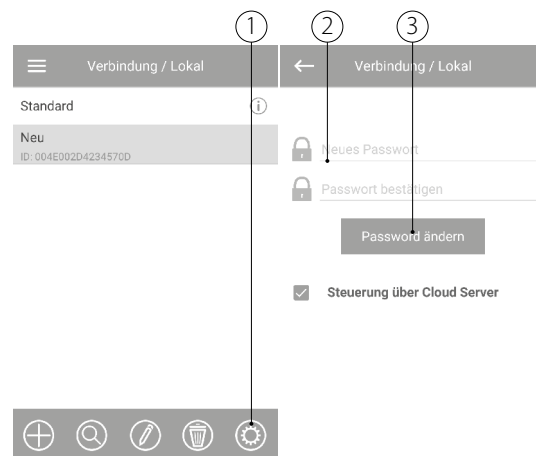 1 2 3
Verbindung / Lokal
Standard
Neu
ID: 004E002D4234570D
Verbindung / Lokal
Neues Passwort
Passwort bestätigen
Password ändern
Steuerung über Cloud Server